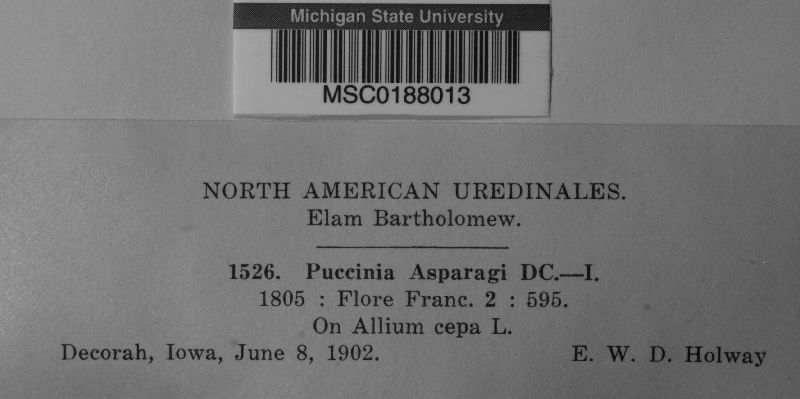 Michigan State University
MSC0188013
NORTH AMERICAN UREDINALES.
Elam Bartholomew.
1526. Puccinia Asparagi DC.—I.
1805 : Flore Franc. 2 : 595.
On Allium cepa L.
Decorah, Iowa, June 8, 1902. E. W. D. Holway